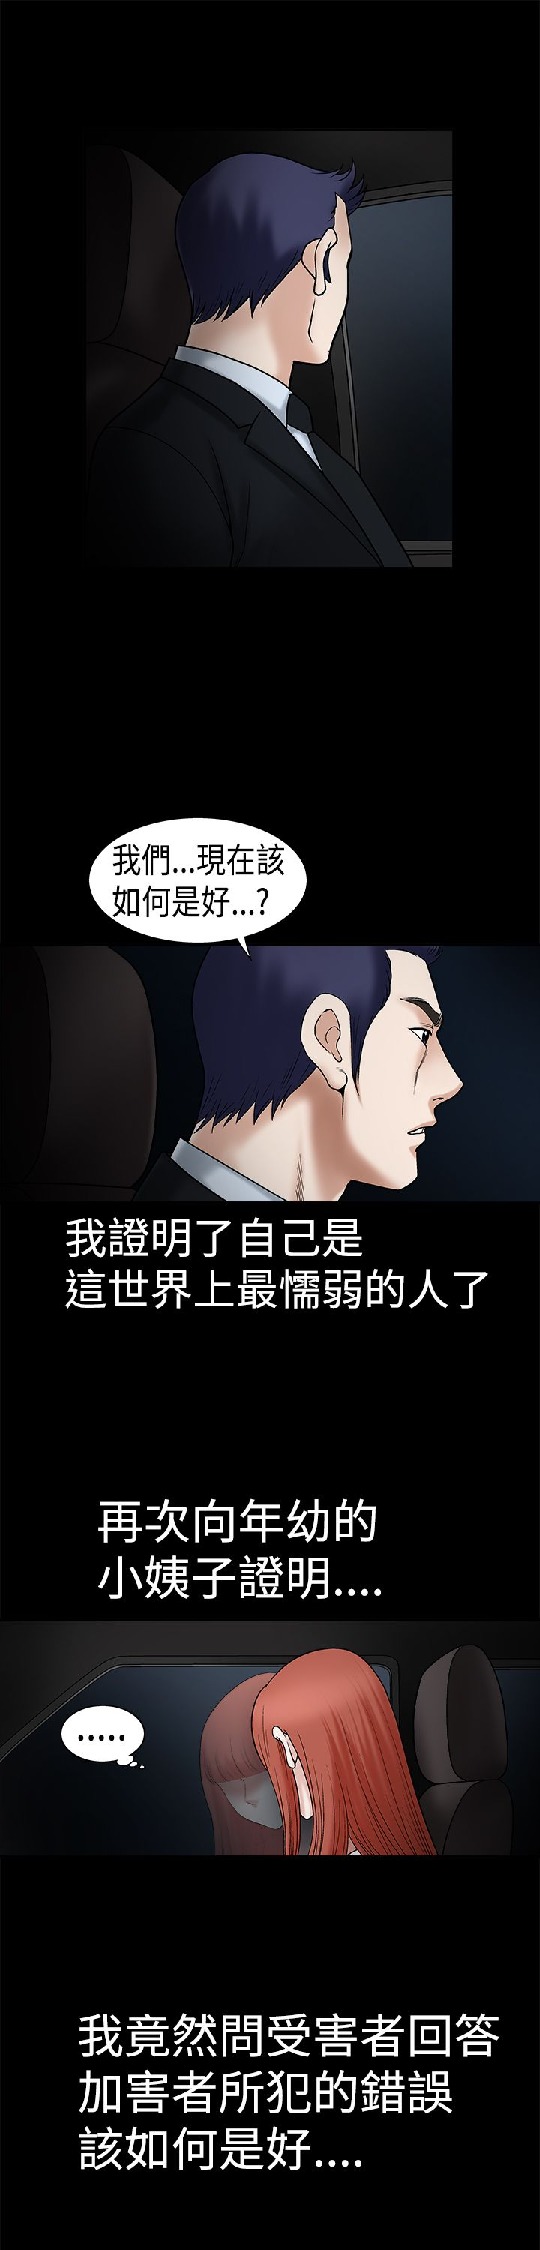 我們...現在該
如何是好...?
我證明了自己是
這世界上最懦弱的人了
再次向年幼的
小姨子證明....
.....
我竟然問受害者回答
加害者所犯的錯誤
該如何是好....